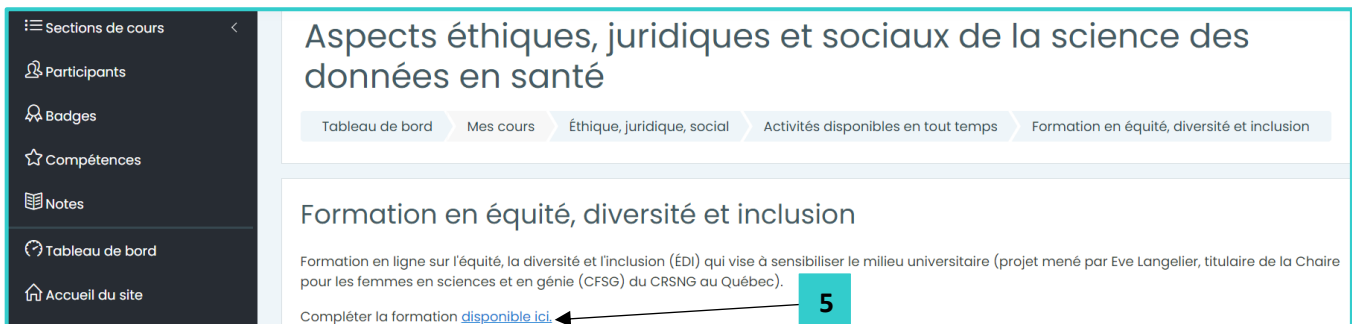 Sections de cours
Participants
Badges
Compétences
Notes
Tableau de bord
Accueil du site
Aspects éthiques, juridiques et sociaux de la science des
données en santé
Tableau de bord Mes cours Éthique, juridique, social Activités disponibles en tout temps Formation en équité, diversité et inclusion
Formation en équité, diversité et inclusion
Formation en ligne sur l'équité, la diversité et l'inclusion (ÉDI) qui vise à sensibiliser le milieu universitaire (projet mené par Eve Langelier, titulaire de la Chaire
pour les femmes en sciences et en génie (CFSG) du CRSNG au Québec).
Compléter la formation disponible ici.
5